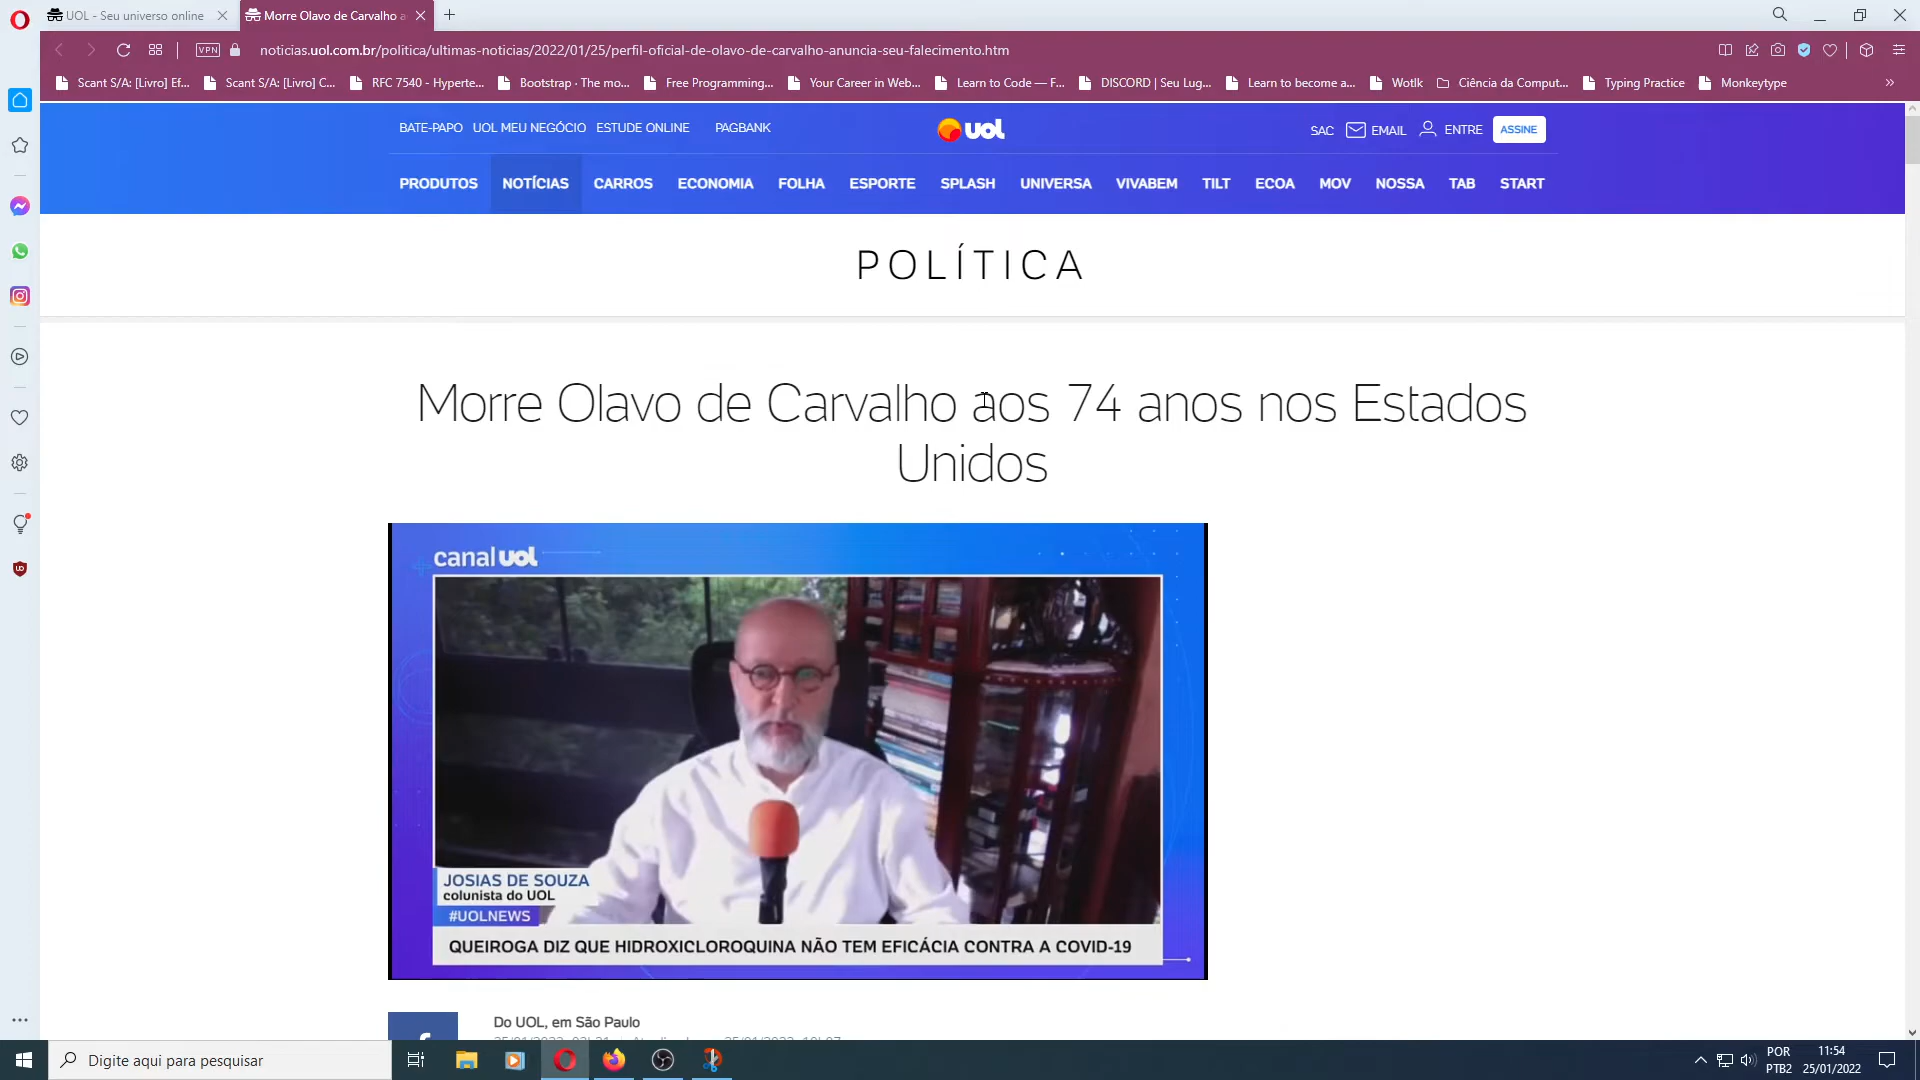 UOL - Seu universo online
Morre Olavo de Carvalho a
VPN
noticias.uol.com.br/politica/ultimas-noticias/2022/01/25/perfil-oficial-de-olavo-de-carvalho-anuncia-seu-falecimento.htm
Scant S/A: [Livro] Ef... Scant S/A: [Livro] C... RFC 7540 - Hyperte... Bootstrap · The mo... Free Programming... Your Career in Web... Learn to Code — F... DISCORD | Seu Lug... Learn to become a... Wotlk Ciência da Comput... Typing Practice Monkeytype »
BATE-PAPO UOL MEU NEGÓCIO ESTUDE ONLINE PAGBANK uol SAC EMAIL ENTRE ASSINE
PRODUTOS NOTÍCIAS CARROS ECONOMIA FOLHA ESPORTE SPLASH UNIVERSA VIVABEM TILT ECOA MOV NOSSA TAB START
POLÍTICA
Morre Olavo de Carvalho aos 74 anos nos Estados
Unidos
canal uol
JOSIAS DE SOUZA
colunista do UOL
#UOLNEWS
QUEIROGA DIZ QUE HIDROXICLOROQUINA NÃO TEM EFICÁCIA CONTRA A COVID-19
Do UOL, em São Paulo
Digite aqui para pesquisar
POR
PTB2
11:54
25/01/2022